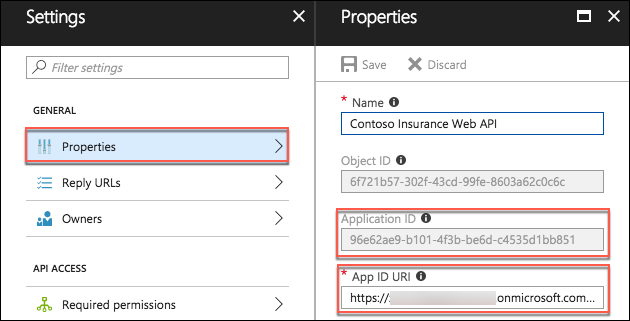 Settings
Filter settings
GENERAL
Properties
Reply URLs
Owners
API ACCESS
Required permissions
Properties
Save Discard
* Name
Contoso Insurance Web API
Object ID
6f721b57-302f-43cd-99fe-8603a62c0c6c
Application ID
96e62ae9-b101-4f3b-be6d-c4535d1bb851
* App ID URI
https:// onmicrosoft.com...